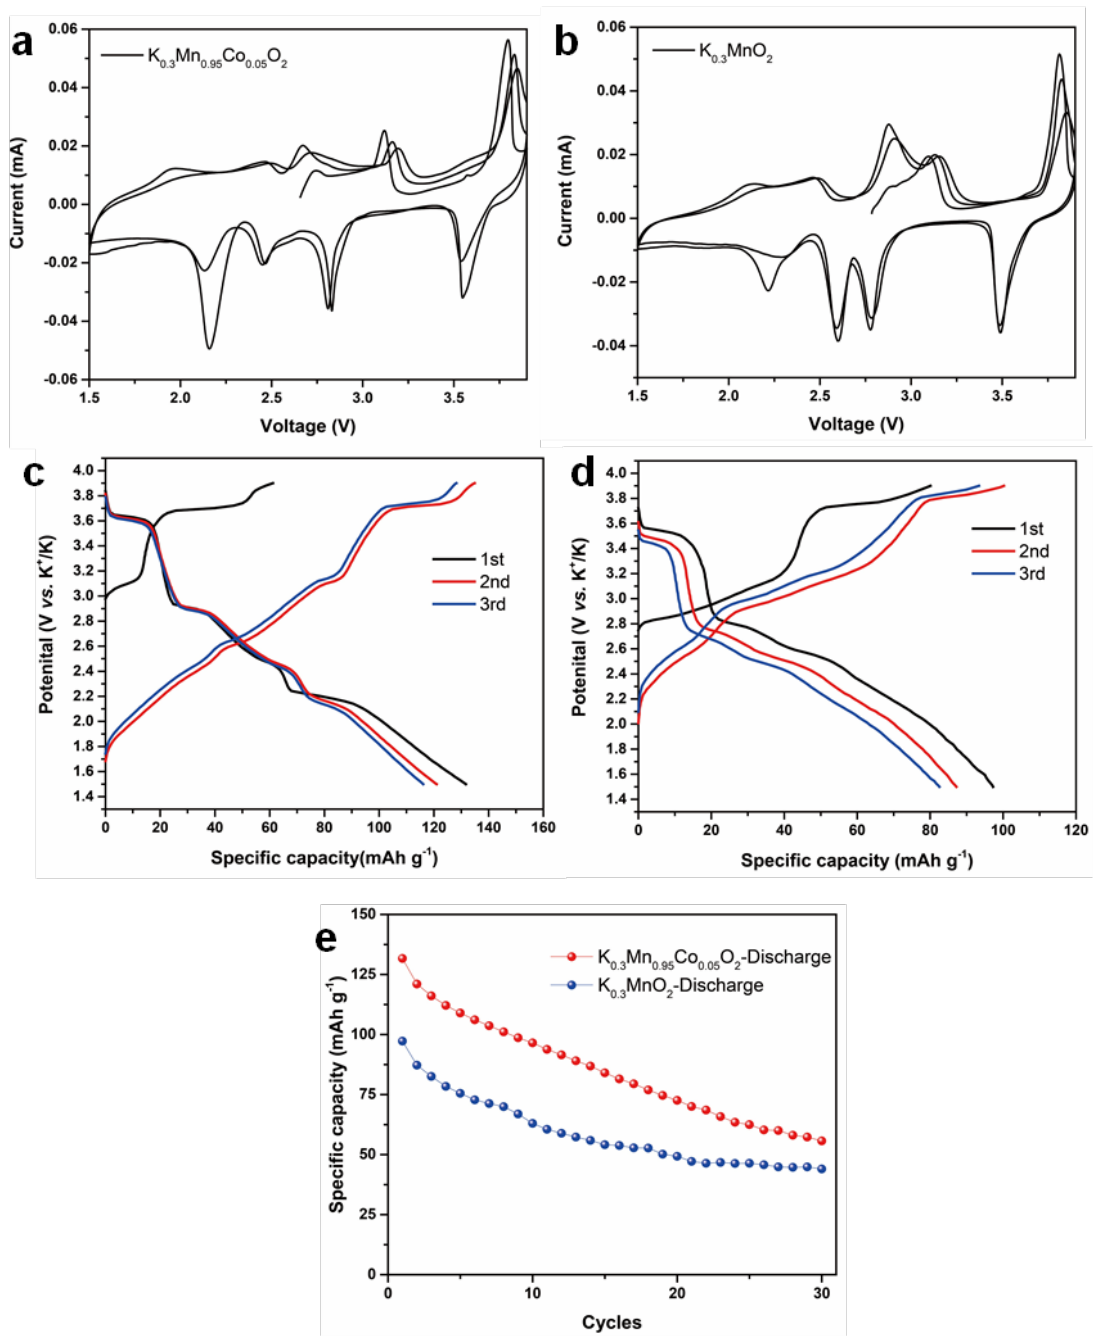 a
K0.3Mn0.95Co0.05O2
0.06
0.04
0.02
0.00
-0.02
-0.04
-0.06
Current (mA)
1.5 2.0 2.5 3.0 3.5
Voltage (V)
b
K0.3MnO2
0.06
0.04
0.02
0.00
-0.02
-0.04
Current (mA)
1.5 2.0 2.5 3.0 3.5
Voltage (V)
c
4.0
3.6
3.2
3.0
2.8
2.6
2.4
2.2
2.0
1.8
1.6
1.4
Potenital (V vs. K+/K)
1st
2nd
3rd
0 20 40 60 80 100 120 140 160
Specific capacity(mAh g-1)
d
4.0
3.8
3.6
3.4
3.2
3.0
2.8
2.6
2.4
2.2
2.0
1.8
1.6
1.4
Potenital (V vs. K+/K)
1st
2nd
3rd
0 20 40 60 80 100 120
Specific capacity (mAh g-1)
e
150
125
100
75
50
25
0
Specific capacity (mAh g-1)
K0.3Mn0.95Co0.05O2-Discharge
K0.3MnO2-Discharge
0 10 20 30
Cycles